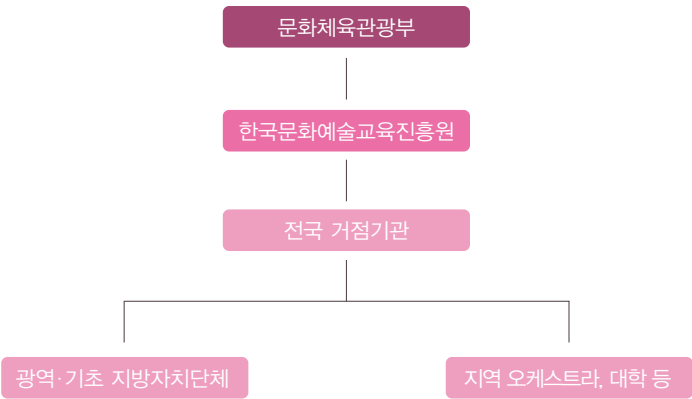 문화체육관광부
한국문화예술교육진흥원
전국 거점기관
광역·기초 지방자치단체
지역 오케스트라, 대학 등